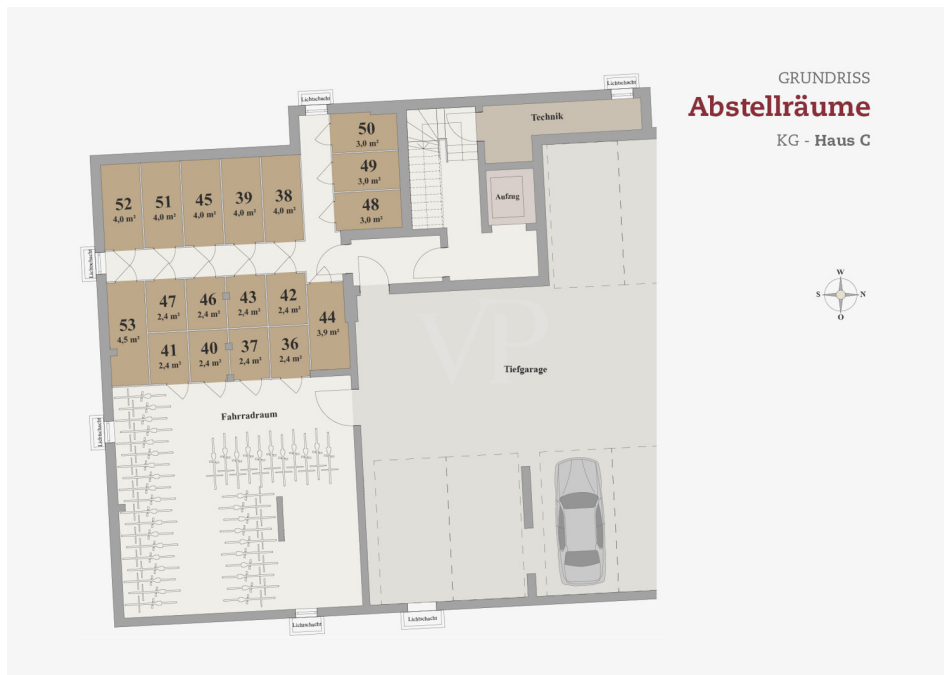 GRUNDRISS
Abstellräume
KG - Haus C
Lichtschacht
Lichtschacht
Technik
50
3,0 m²
49
3,0 m²
48
3,0 m²
Aufzug
52
4,0 m²
51
4,0 m²
45
4,0 m²
39
4,0 m²
38
4,0 m²
Lichtschacht
W
S
N
O
53
4,5 m²
47
2,4 m²
46
2,4 m²
43
2,4 m²
42
2,4 m²
44
3,9 m²
41
2,4 m²
40
2,4 m²
37
2,4 m²
36
2,4 m²
VP
Tiefgarage
Fahrradraum
Lichtschacht
Lichtschacht
Lichtschacht